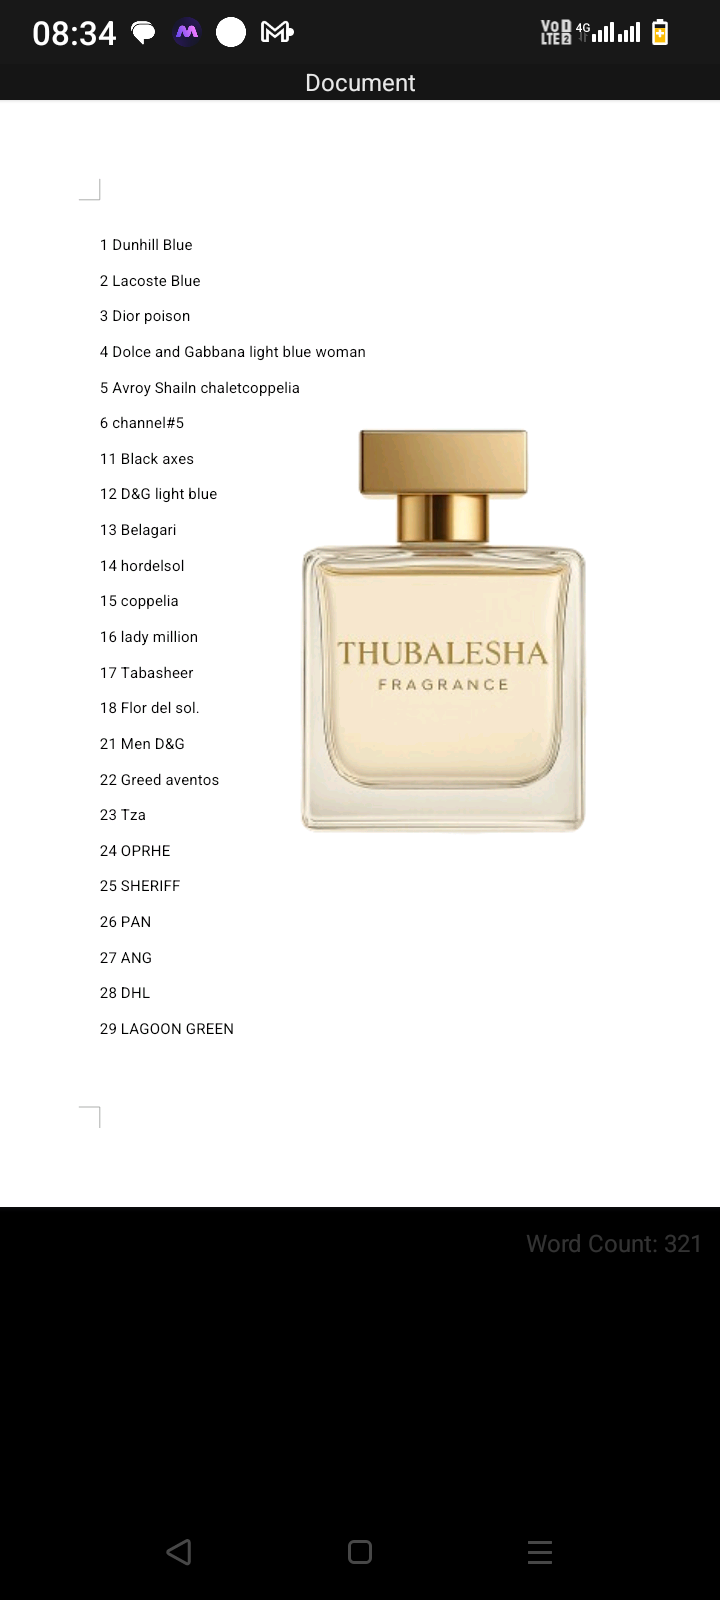 08:34
VoD LTE2 4G
Document
1 Dunhill Blue
2 Lacoste Blue
3 Dior poison
4 Dolce and Gabbana light blue woman
5 Avroy Shailn chaletcoppelia
6 channel#5
11 Black axes
12 D&G light blue
13 Belagari
14 hordelsol
15 coppelia
16 lady million
17 Tabasheer
18 Flor del sol.
21 Men D&G
22 Greed aventos
23 Tza
24 OPRHE
25 SHERIFF
26 PAN
27 ANG
28 DHL
29 LAGOON GREEN
THUBALESHA
FRAGRANCE
Word Count: 321